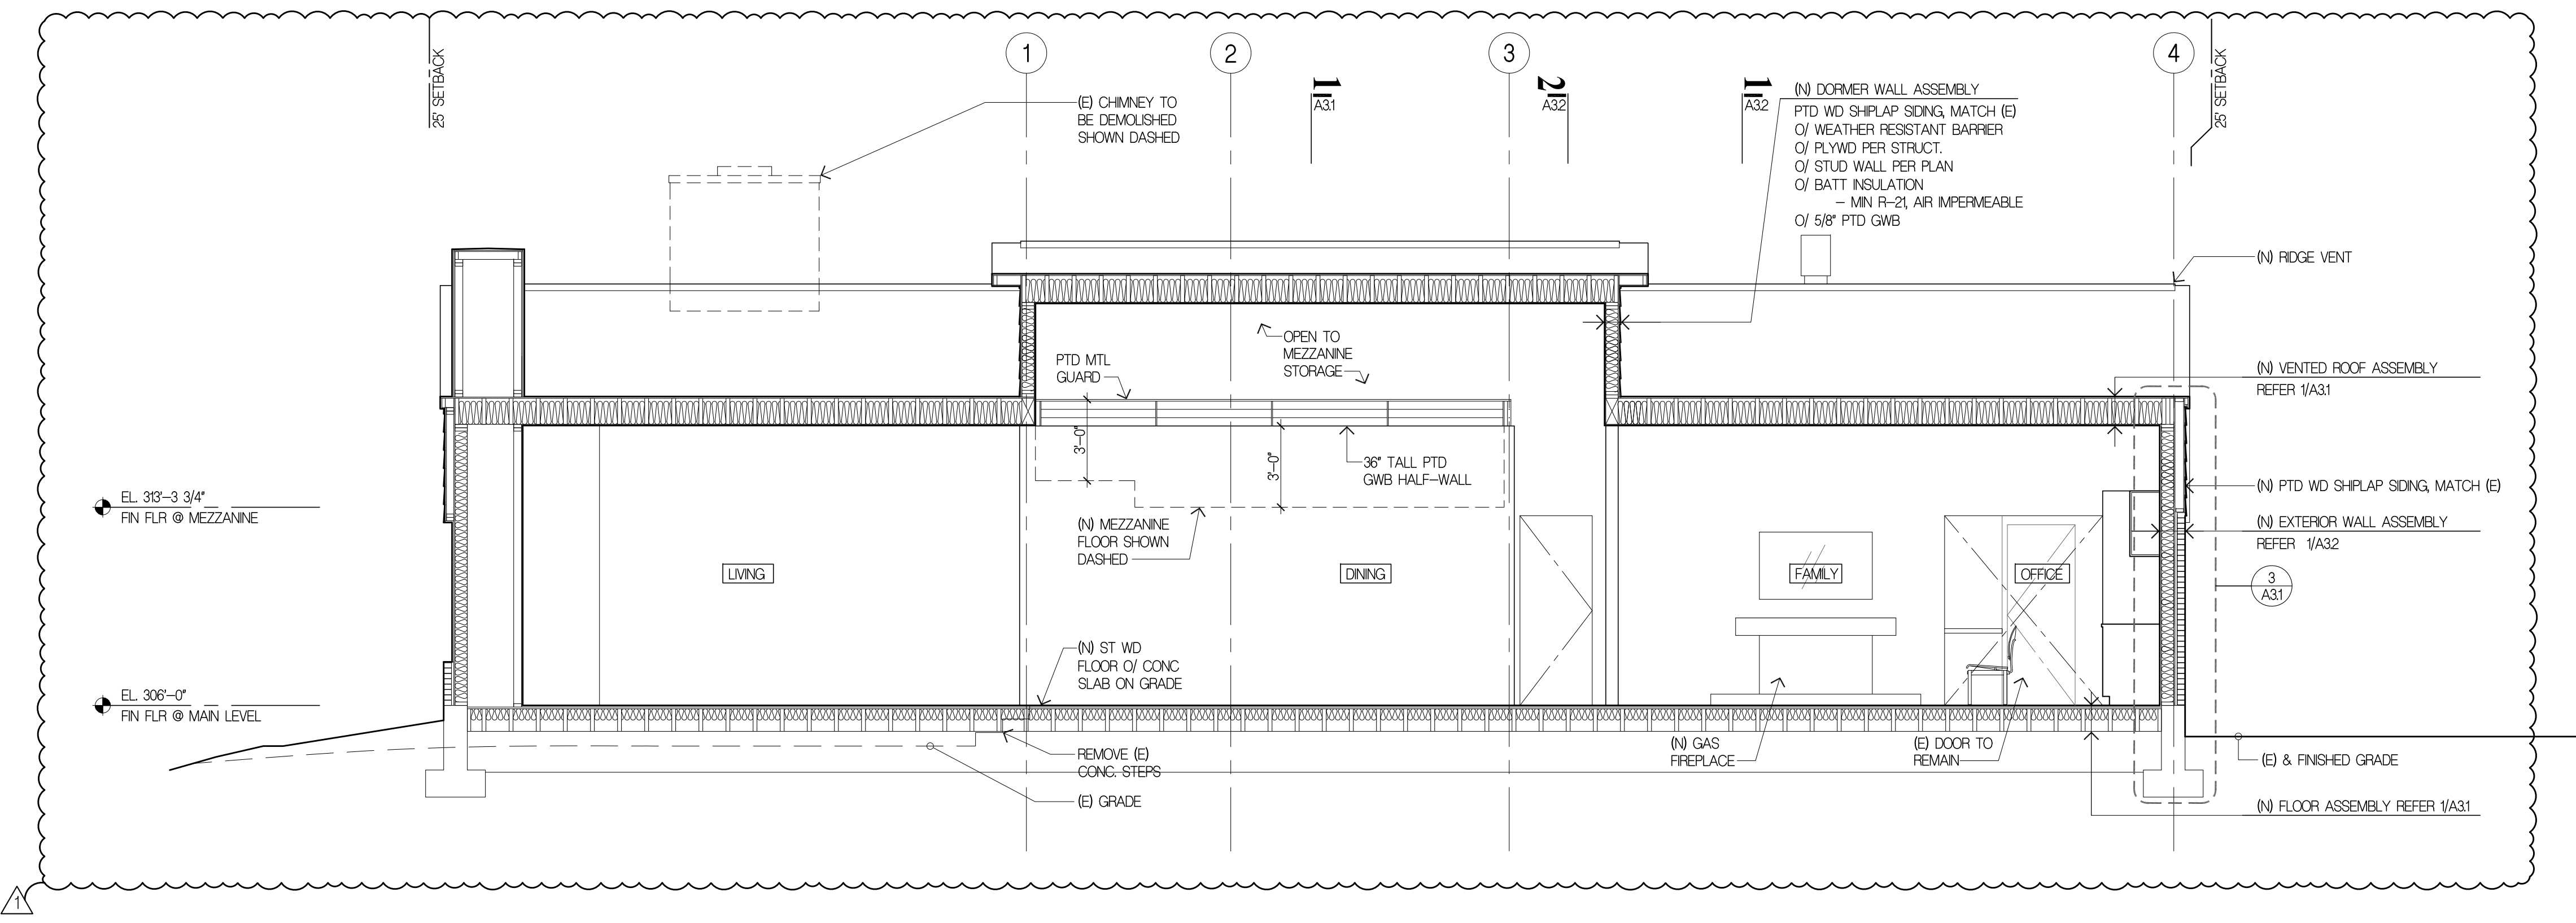 25' SETBACK
1
2
3
4
25' SETBACK
1
A3.1
2
A3.2
1
A3.2
(E) CHIMNEY TO
BE DEMOLISHED
SHOWN DASHED
(N) DORMER WALL ASSEMBLY
PTD WD SHIPLAP SIDING, MATCH (E)
O/ WEATHER RESISTANT BARRIER
O/ PLYWD PER STRUCT.
O/ STUD WALL PER PLAN
O/ BATT INSULATION
- MIN R-21, AIR IMPERMEABLE
O/ 5/8" PTD GWB
(N) RIDGE VENT
OPEN TO
MEZZANINE
STORAGE
PTD MTL
GUARD
(N) VENTED ROOF ASSEMBLY
REFER 1/A3.1
3'-0"
3'-0"
36" TALL PTD
GWB HALF-WALL
EL. 313'-3 3/4"
FIN FLR @ MEZZANINE
(N) MEZZANINE
FLOOR SHOWN
DASHED
(N) PTD WD SHIPLAP SIDING, MATCH (E)
(N) EXTERIOR WALL ASSEMBLY
REFER 1/A3.2
LIVING
DINING
FAMILY
OFFICE
3
A3.1
(N) ST WD
FLOOR O/ CONC
SLAB ON GRADE
EL. 306'-0"
FIN FLR @ MAIN LEVEL
REMOVE (E)
CONC. STEPS
(E) GRADE
(N) GAS
FIREPLACE
(E) DOOR TO
REMAIN
(E) & FINISHED GRADE
(N) FLOOR ASSEMBLY REFER 1/A3.1
1